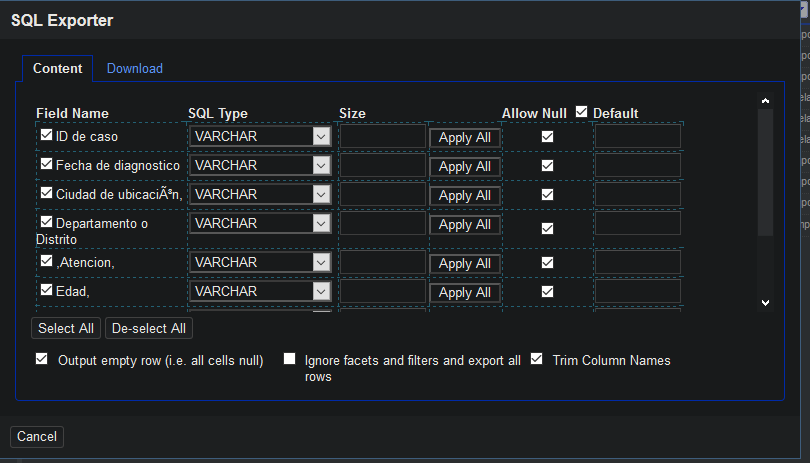 SQL Exporter
Content Download
Field Name SQL Type Size Allow Null Default
ID de caso VARCHAR Apply All
Fecha de diagnostico VARCHAR Apply All
Ciudad de ubicaciÃ³n, VARCHAR Apply All
Departamento o
Distrito VARCHAR Apply All
,Atencion, VARCHAR Apply All
Edad, VARCHAR Apply All
Select All De-select All
Output empty row (i.e. all cells null) Ignore facets and filters and export all
rows Trim Column Names
Cancel